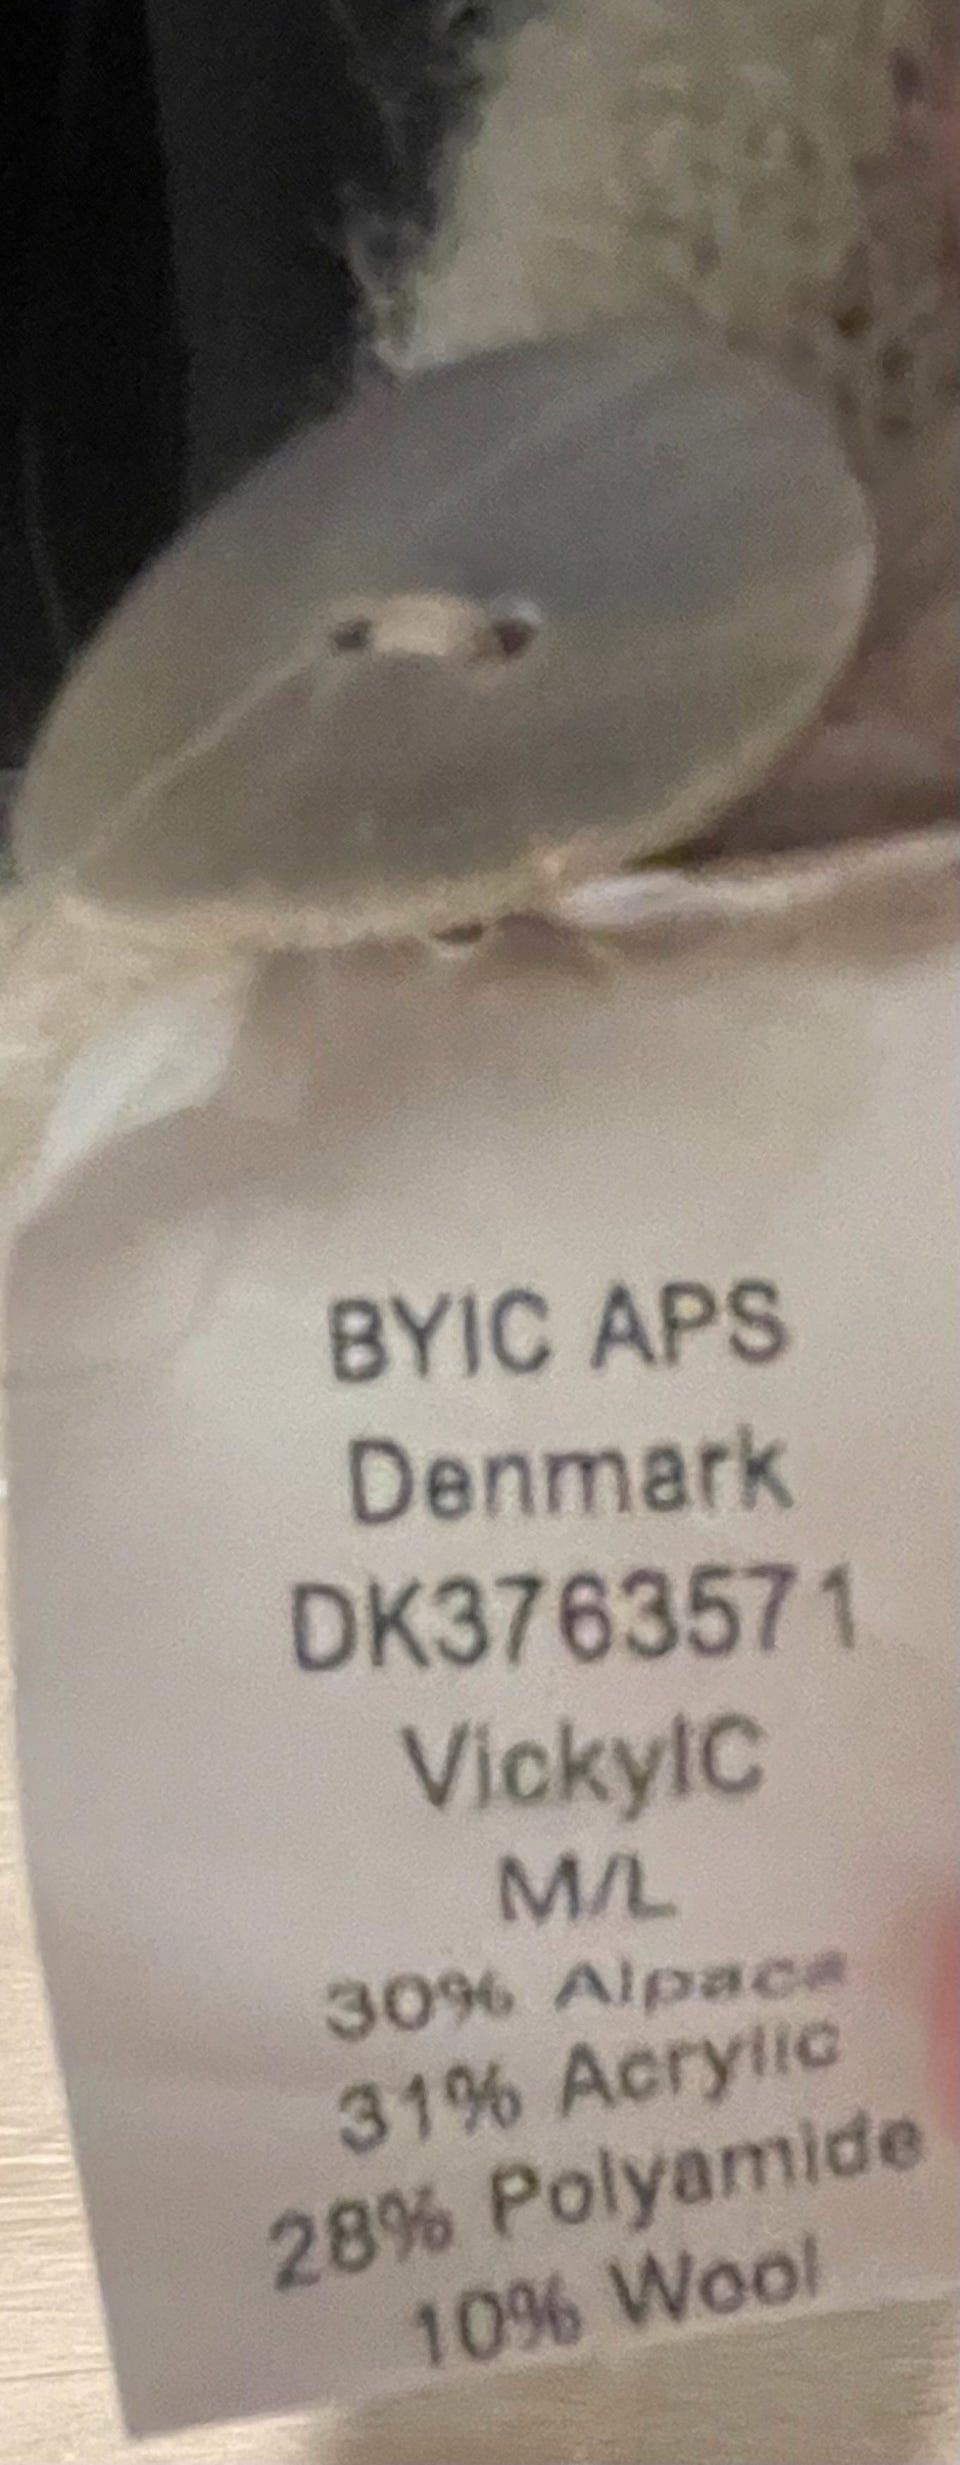 BYIC APS
Denmark
DK3763571
VickyIC
M/L
30% Alpaca
31% Acrylic
28% Polyamide
10% Wool